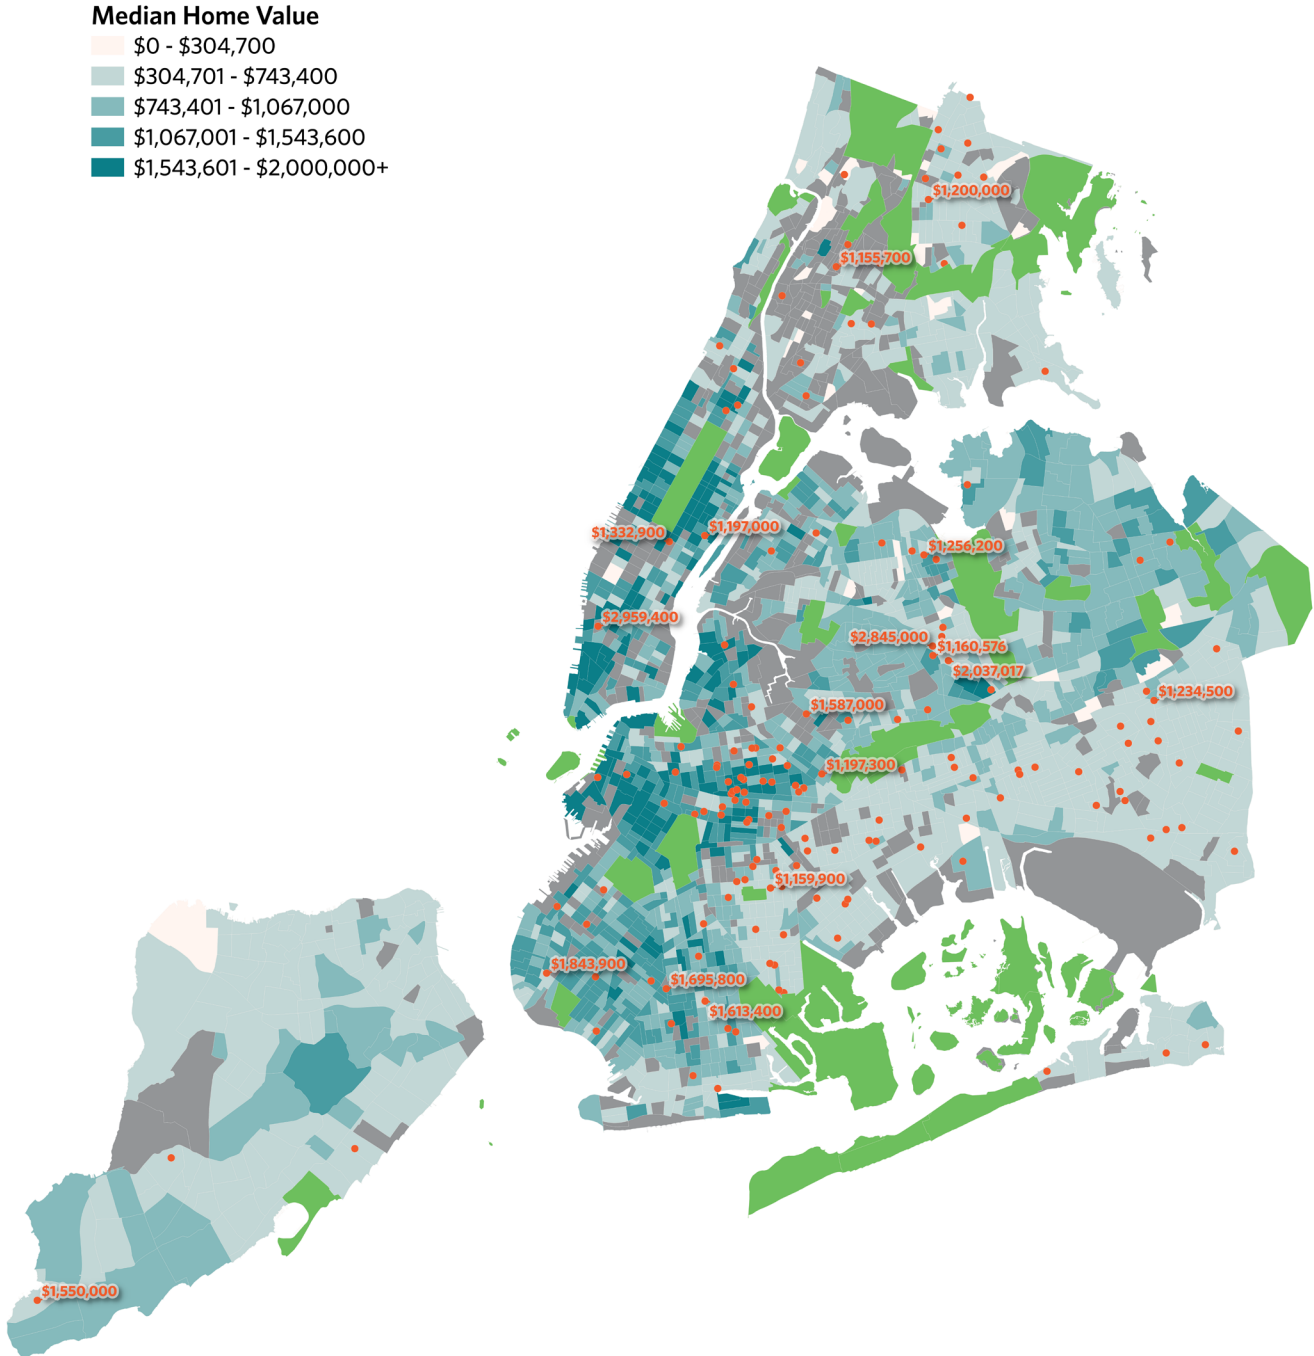 Median Home Value
$0 - $304,700
$304,701 - $743,400
$743,401 - $1,067,000
$1,067,001 - $1,543,600
$1,543,601 - $2,000,000+
$1,200,000
$1,155,700
$1,332,900
$1,197,000
$1,256,200
$2,959,400
$2,845,000
$1,160,576
$2,037,017
$1,234,500
$1,587,000
$1,197,300
$1,159,900
$1,843,900
$1,695,800
$1,613,400
$1,550,000